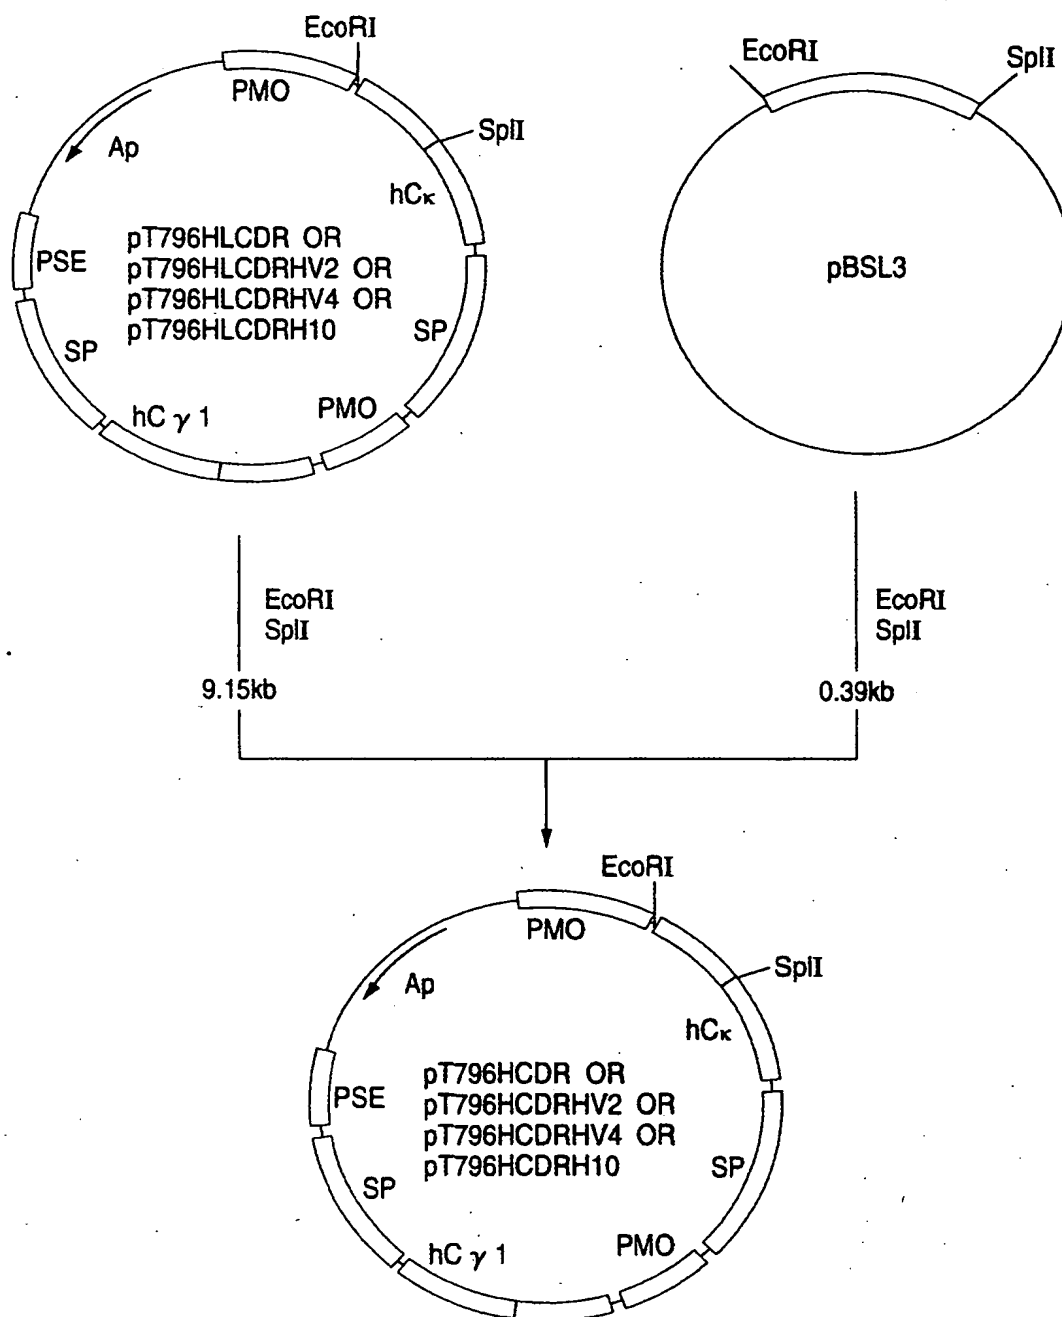 EcoRI
PMO
SplI
Ap
hCκ
PSE
pT796HLCDR OR
pT796HLCDRHV2 OR
pT796HLCDRHV4 OR
pT796HLCDRH10
SP
SP
PMO
hC γ 1
EcoRI
SplI
pBSL3
EcoRI
SplI
9.15kb
EcoRI
SplI
0.39kb
EcoRI
PMO
SplI
Ap
hCκ
PSE
pT796HCDR OR
pT796HCDRHV2 OR
pT796HCDRHV4 OR
pT796HCDRH10
SP
SP
PMO
hC γ 1